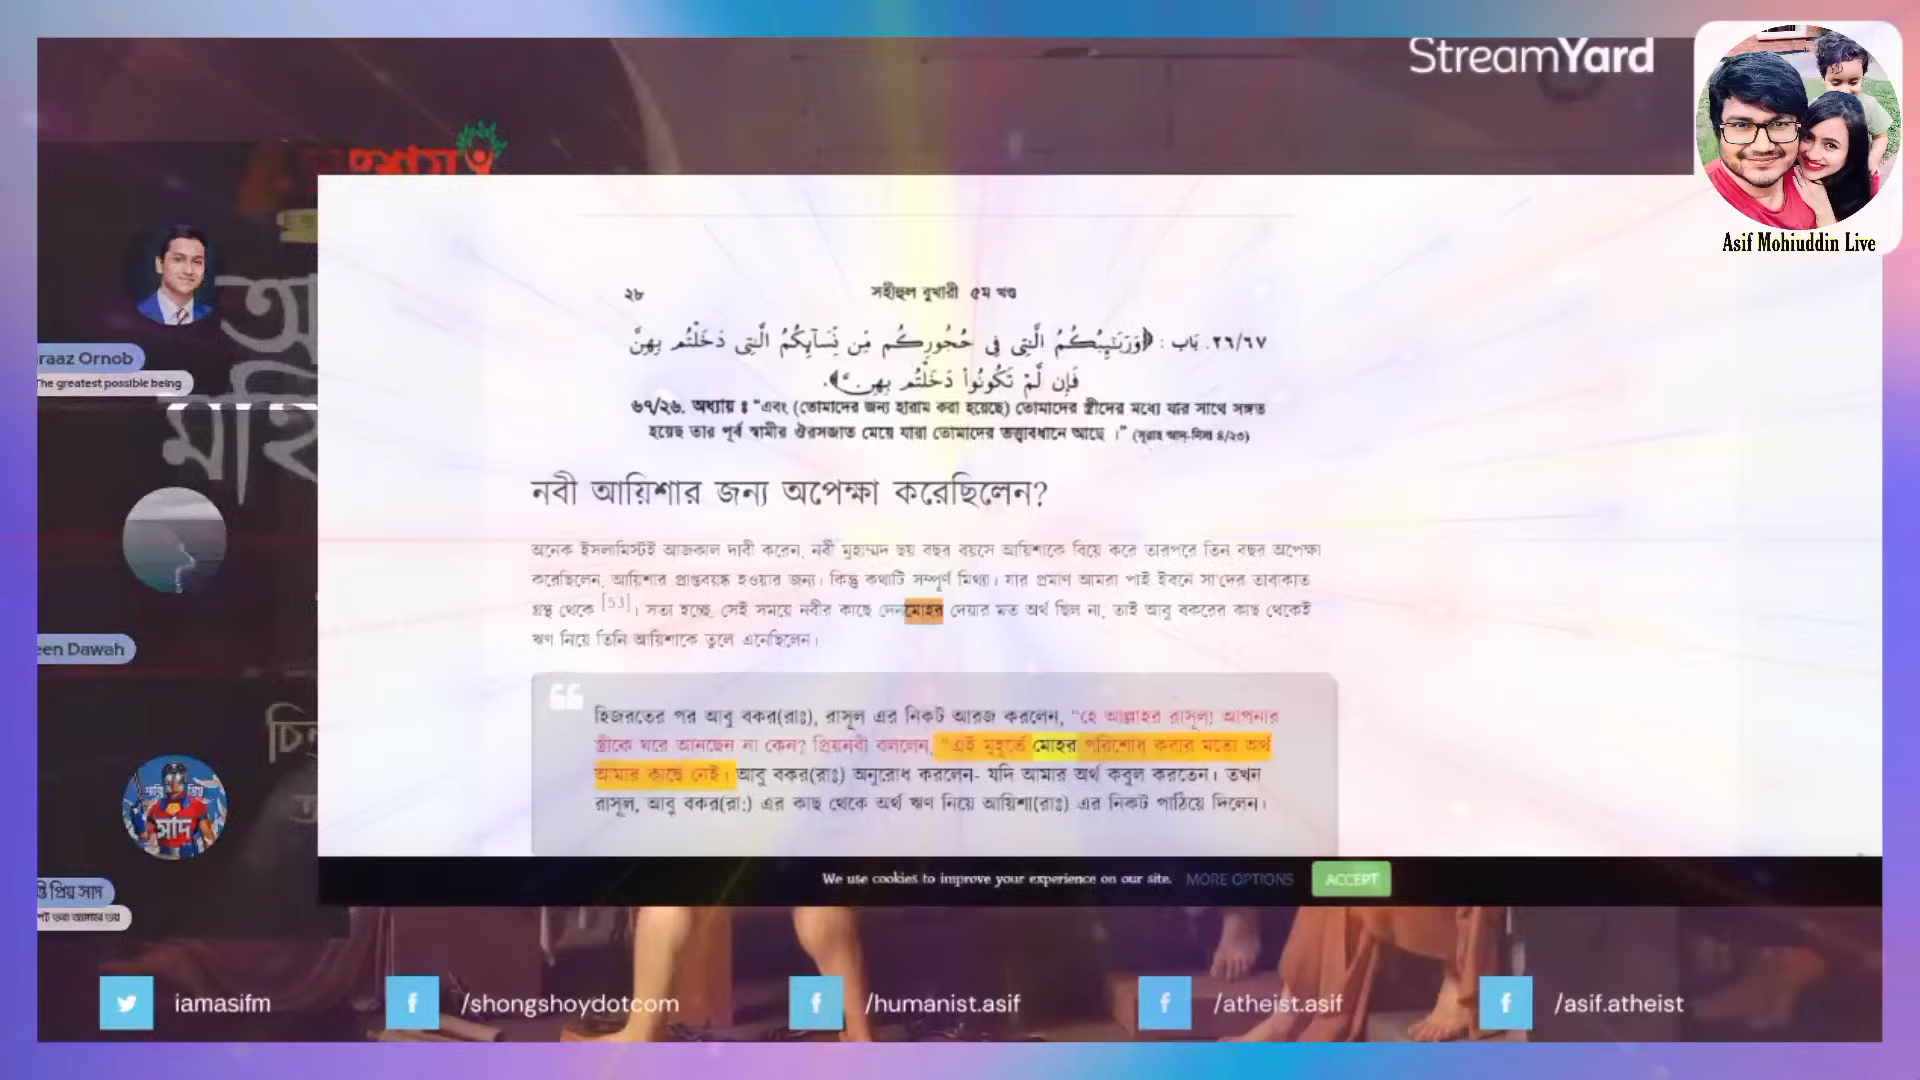 StreamYard
Asif Mohiuddin Live
raaz Ornob
The greatest possible being
een Dawah
প্রিয় সাদ
সাঁদ
২৮
সহীহুল বুখারী ৫ম খণ্ড
٢٦/٦٧. بَاب : ﴿وَرَبَائِبُكُمُ الَّتِي فِي حُجُورِكُم مِّن نِّسَآئِكُمُ الَّتِي دَخَلْتُم بِهِنَّ
فَإِن لَّمْ تَكُونُوا دَخَلْتُم بِهِنَّ﴾.
৬৭/২৬. অধ্যায় ঃ "এবং (তোমাদের জন্য হারাম করা হয়েছে) তোমাদের স্ত্রীদের মধ্যে যার সাথে সঙ্গত
হয়েছ তার পূর্ব স্বামীর ঔরসজাত মেয়ে যারা তোমাদের তত্ত্বাবধানে আছে ।" (সূরাহ আন্-নিসা ৪/২৩)
নবী আয়িশার জন্য অপেক্ষা করেছিলেন?
অনেক ইসলামিস্টই আজকাল দাবী করেন, নবী মুহাম্মদ ছয় বছর বয়সে আয়িশাকে বিয়ে করে তারপরে তিন বছর অপেক্ষা
করেছিলেন, আয়িশার প্রাপ্তবয়স্ক হওয়ার জন্য। কিন্তু কথাটি সম্পূর্ণ মিথ্যা। যার প্রমাণ আমরা পাই ইবনে সা'দের তাবাকাত
গ্রন্থ থেকে [53]। সত্য হচ্ছে, সেই সময়ে নবীর কাছে দেনমোহর দেয়ার মত অর্থ ছিল না, তাই আবু বকরের কাছ থেকেই
ঋণ নিয়ে তিনি আয়িশাকে তুলে এনেছিলেন।
হিজরতের পর আবু বকর(রাঃ), রাসূল এর নিকট আরজ করলেন, "হে আল্লাহর রাসূল! আপনার
স্ত্রীকে ঘরে আনছেন না কেন? প্রিয়নবী বললেন, "এই মুহূর্তে মোহর পরিশোধ করার মতো অর্থ
আমার কাছে নেই। আবু বকর(রাঃ) অনুরোধ করলেন- যদি আমার অর্থ কবুল করতেন। তখন
রাসূল, আবু বকর(রা:) এর কাছ থেকে অর্থ ঋণ নিয়ে আয়িশা(রাঃ) এর নিকট পাঠিয়ে দিলেন।
We use cookies to improve your experience on our site. MORE OPTIONS ACCEPT
iamasifm
/shongshoydotcom
/humanist.asif
/atheist.asif
/asif.atheist